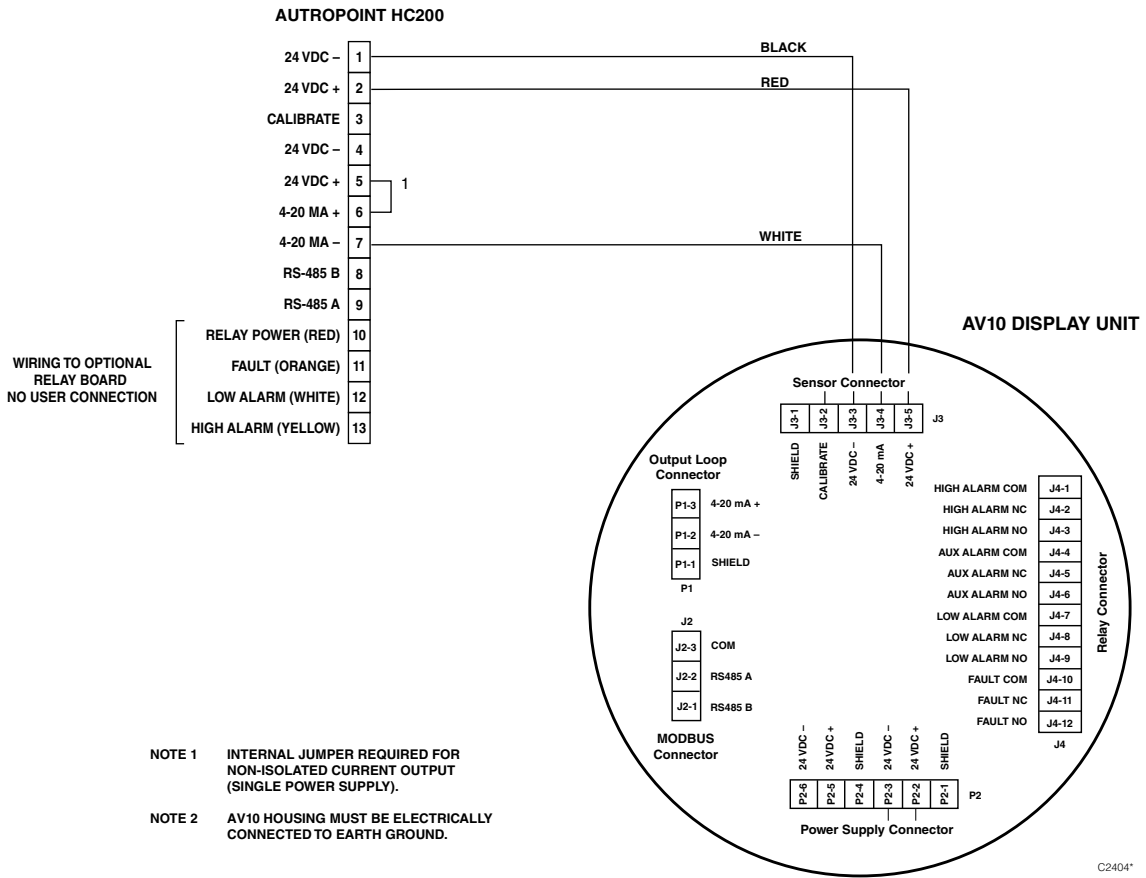 AUTROPOINT HC200
24 VDC – 1
24 VDC + 2
CALIBRATE 3
24 VDC – 4
24 VDC + 5
4-20 MA + 6
4-20 MA – 7
RS-485 B 8
RS-485 A 9
RELAY POWER (RED) 10
FAULT (ORANGE) 11
LOW ALARM (WHITE) 12
HIGH ALARM (YELLOW) 13
1
WIRING TO OPTIONAL
RELAY BOARD
NO USER CONNECTION
BLACK
RED
WHITE
AV10 DISPLAY UNIT
Sensor Connector
J3-1
J3-2
J3-3
J3-4
J3-5
J3
SHIELD
CALIBRATE
24 VDC –
4-20 mA
24 VDC +
Output Loop
Connector
P1-3 4-20 mA +
P1-2 4-20 mA –
P1-1 SHIELD
P1
J2
J2-3 COM
J2-2 RS485 A
J2-1 RS485 B
MODBUS
Connector
HIGH ALARM COM J4-1
HIGH ALARM NC J4-2
HIGH ALARM NO J4-3
AUX ALARM COM J4-4
AUX ALARM NC J4-5
AUX ALARM NO J4-6
LOW ALARM COM J4-7
LOW ALARM NC J4-8
LOW ALARM NO J4-9
FAULT COM J4-10
FAULT NC J4-11
FAULT NO J4-12
J4
Relay Connector
24 VDC –
24 VDC +
SHIELD
24 VDC –
24 VDC +
SHIELD
P2-6
P2-5
P2-4
P2-3
P2-2
P2-1
P2
Power Supply Connector
NOTE 1 INTERNAL JUMPER REQUIRED FOR
NON-ISOLATED CURRENT OUTPUT
(SINGLE POWER SUPPLY).
NOTE 2 AV10 HOUSING MUST BE ELECTRICALLY
CONNECTED TO EARTH GROUND.
C2404*